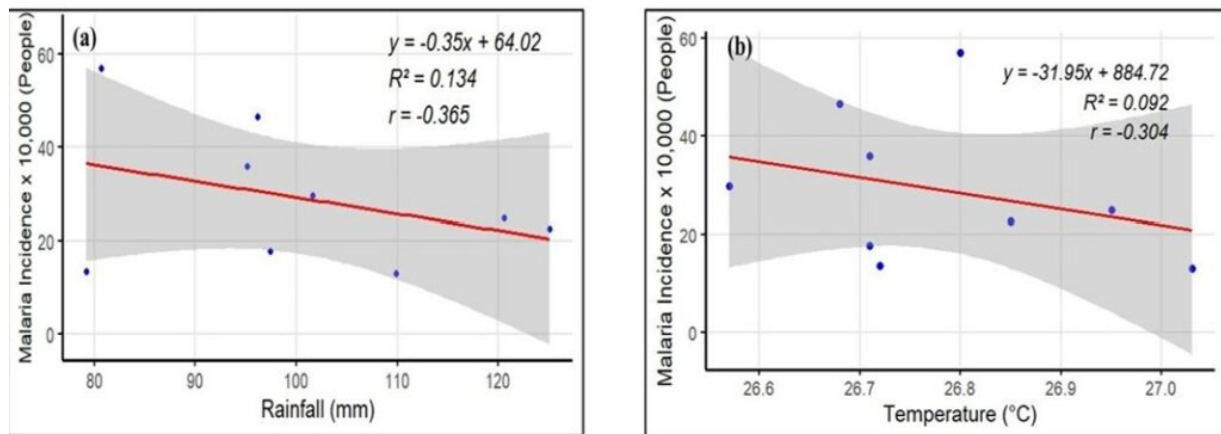 (a)
y = -0.35x + 64.02
R² = 0.134
r = -0.365
Malaria Incidence x 10,000 (People)
60
40
20
0
80 90 100 110 120
Rainfall (mm)
(b)
y = -31.95x + 884.72
R² = 0.092
r = -0.304
Malaria Incidence x 10,000 (People)
60
40
20
0
26.6 26.7 26.8 26.9 27.0
Temperature (°C)